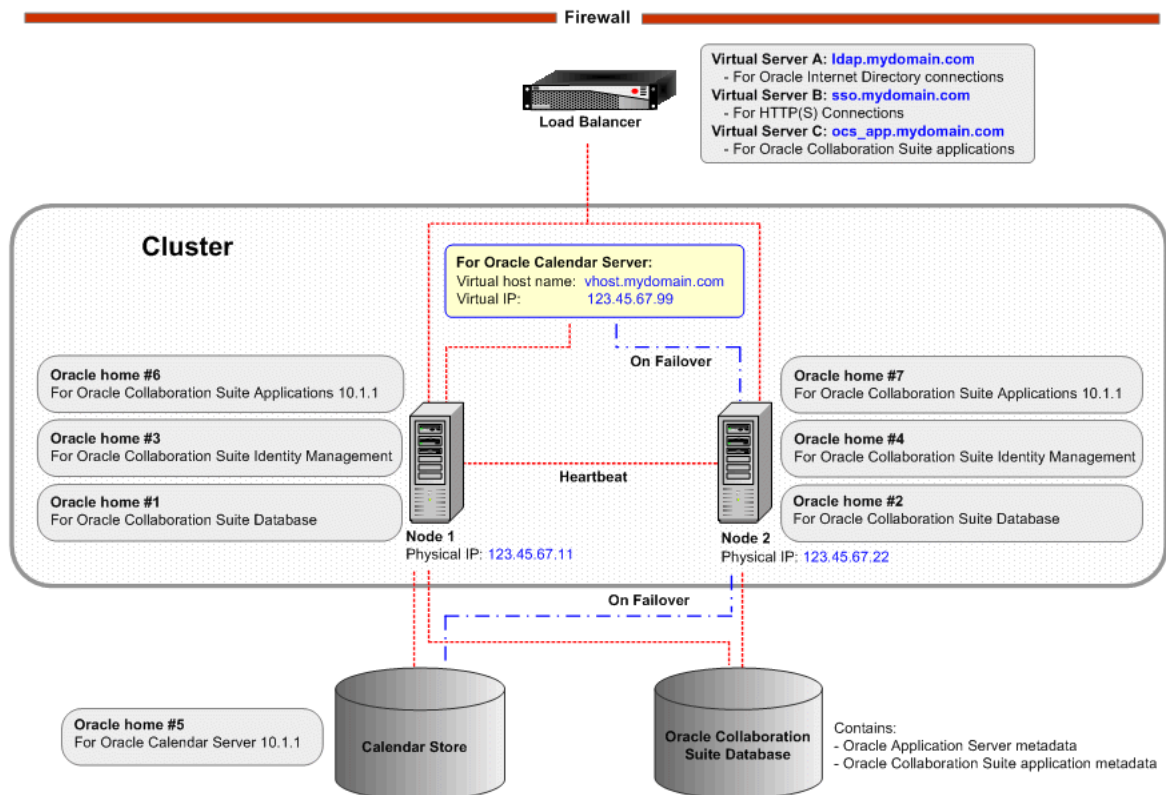 Firewall
Virtual Server A: ldap.mydomain.com
- For Oracle Internet Directory connections
Virtual Server B: sso.mydomain.com
- For HTTP(S) Connections
Virtual Server C: ocs_app.mydomain.com
- For Oracle Collaboration Suite applications
Load Balancer
Cluster
For Oracle Calendar Server:
Virtual host name: vhost.mydomain.com
Virtual IP: 123.45.67.99
On Failover
Oracle home #6
For Oracle Collaboration Suite Applications 10.1.1
Oracle home #3
For Oracle Collaboration Suite Identity Management
Oracle home #1
For Oracle Collaboration Suite Database
Oracle home #7
For Oracle Collaboration Suite Applications 10.1.1
Oracle home #4
For Oracle Collaboration Suite Identity Management
Oracle home #2
For Oracle Collaboration Suite Database
Heartbeat
Node 1
Physical IP: 123.45.67.11
Node 2
Physical IP: 123.45.67.22
On Failover
Oracle home #5
For Oracle Calendar Server 10.1.1
Calendar Store
Oracle Collaboration
Suite Database
Contains:
- Oracle Application Server metadata
- Oracle Collaboration Suite application metadata